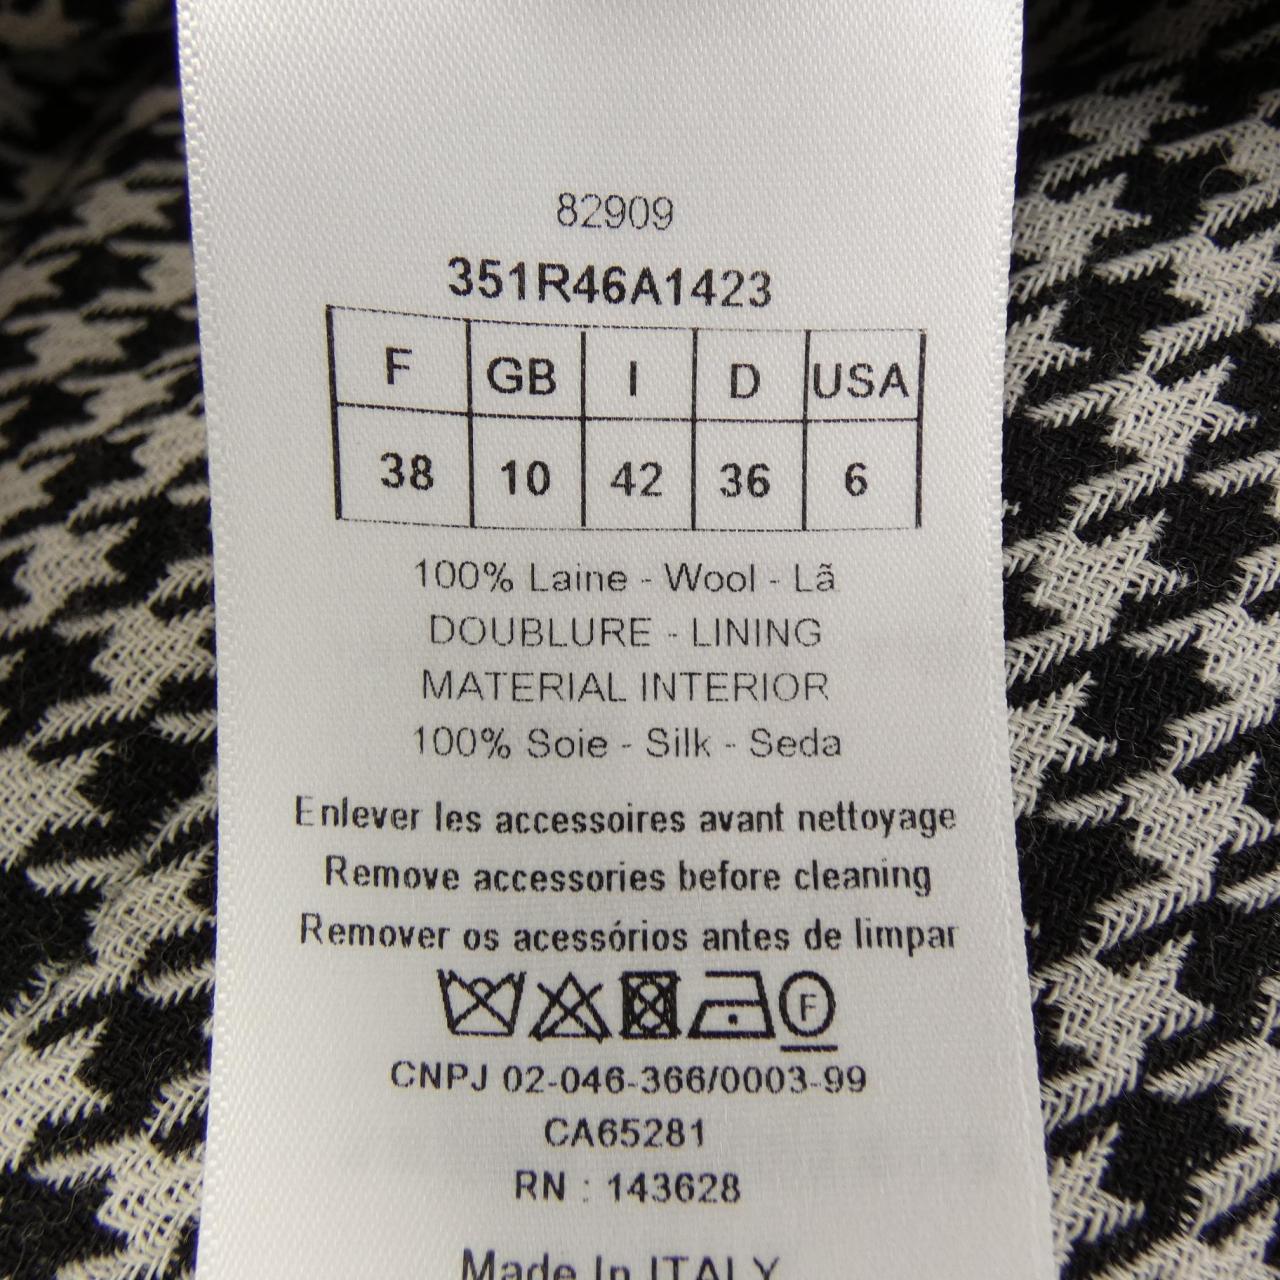 82909
351R46A1423
F GB I D USA
38 10 42 36 6
100% Laine - Wool - Lã
DOUBLURE - LINING
MATERIAL INTERIOR
100% Soie - Silk - Seda
Enlever les accessoires avant nettoyage
Remove accessories before cleaning
Remover os acessórios antes de limpar
F
CNPJ 02-046-366/0003-99
CA65281
RN : 143628
Made In ITALY